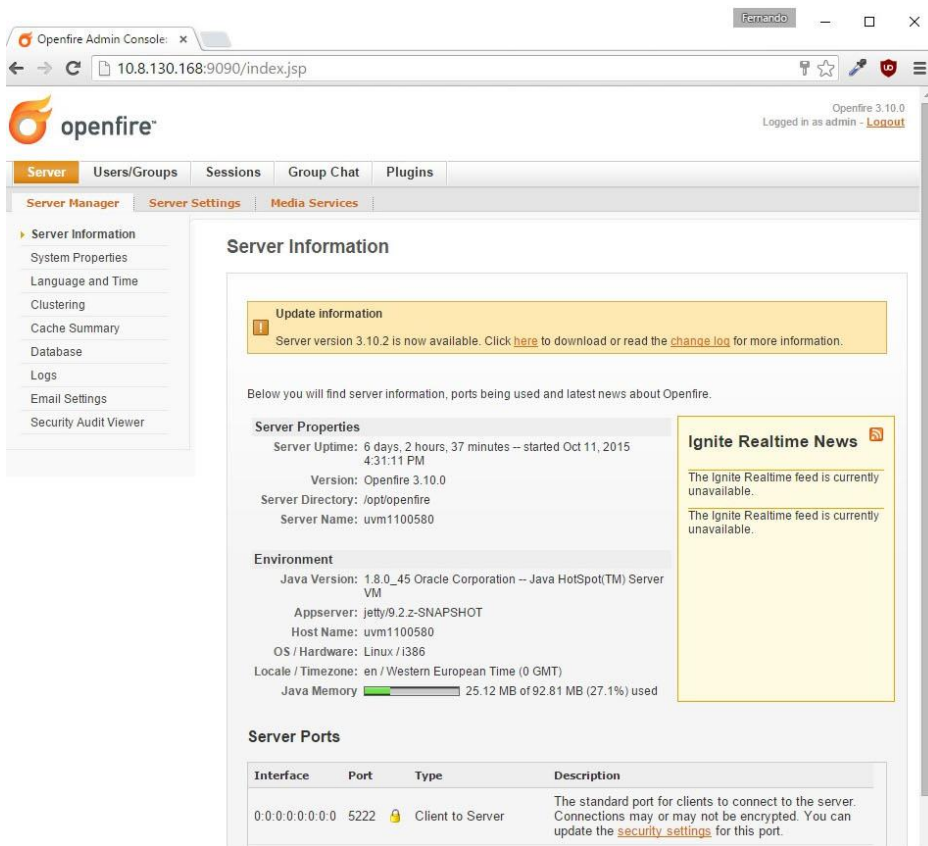 Fernando
Openfire Admin Console:
10.8.130.168:9090/index.jsp
openfire™
Openfire 3.10.0
Logged in as admin - Logout
Server Users/Groups Sessions Group Chat Plugins
Server Manager Server Settings Media Services
Server Information
System Properties
Language and Time
Clustering
Cache Summary
Database
Logs
Email Settings
Security Audit Viewer
Server Information
Update information
Server version 3.10.2 is now available. Click here to download or read the change log for more information.
Below you will find server information, ports being used and latest news about Openfire.
Server Properties
Server Uptime: 6 days, 2 hours, 37 minutes -- started Oct 11, 2015
4:31:11 PM
Version: Openfire 3.10.0
Server Directory: /opt/openfire
Server Name: uvm1100580
Environment
Java Version: 1.8.0_45 Oracle Corporation -- Java HotSpot(TM) Server
VM
Appserver: jetty/9.2.z-SNAPSHOT
Host Name: uvm1100580
OS / Hardware: Linux / i386
Locale / Timezone: en / Western European Time (0 GMT)
Java Memory 25.12 MB of 92.81 MB (27.1%) used
Ignite Realtime News
The Ignite Realtime feed is currently
unavailable.
The Ignite Realtime feed is currently
unavailable.
Server Ports
Interface Port Type Description
0:0:0:0:0:0:0:0 5222 Client to Server
The standard port for clients to connect to the server.
Connections may or may not be encrypted. You can
update the security settings for this port.